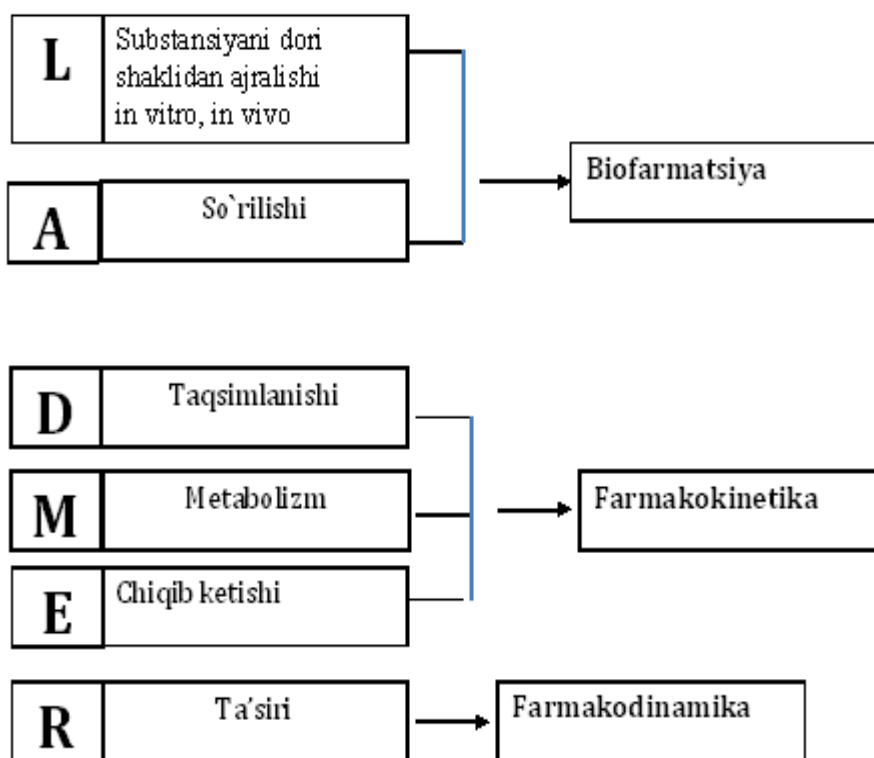 L
Substansiyani dori
shaklidan ajralishi
in vitro, in vivo
Biofarmatsiya
A
So`rilishi
D
Taqsimlanishi
M
Metabolizm
Farmakokinetika
E
Chiqib ketishi
R
Ta'siri
Farmakodinamika